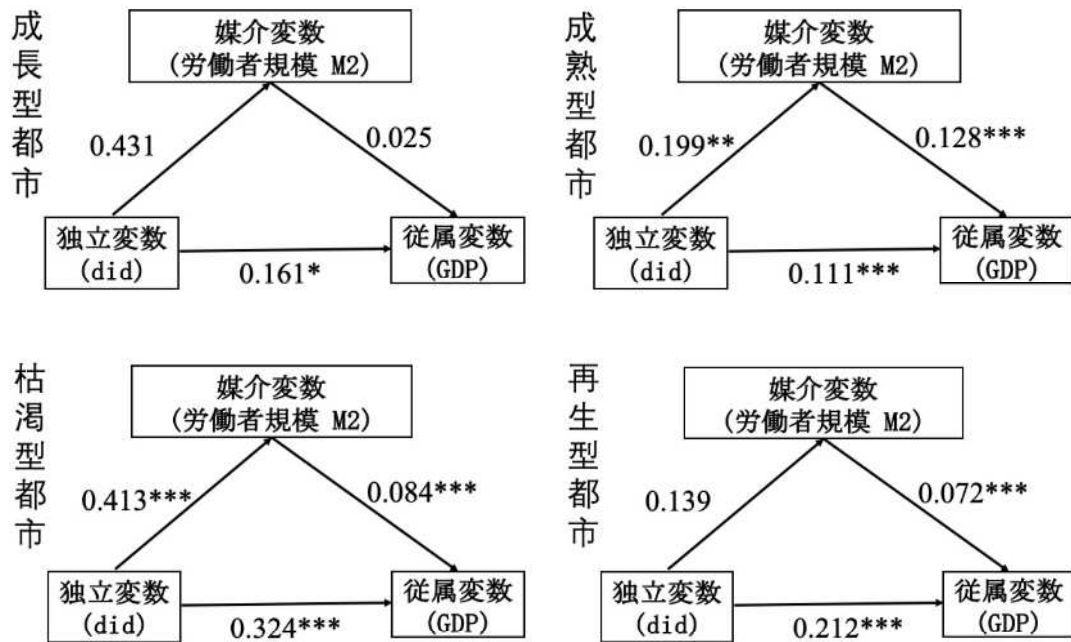 成長型都市
媒介変数
(労働者規模 M2)
0.431
0.025
独立変数
(did)
0.161*
従属変数
(GDP)
成熟型都市
媒介変数
(労働者規模 M2)
0.199**
0.128***
独立変数
(did)
0.111***
従属変数
(GDP)
枯渇型都市
媒介変数
(労働者規模 M2)
0.413***
0.084***
独立変数
(did)
0.324***
従属変数
(GDP)
再生型都市
媒介変数
(労働者規模 M2)
0.139
0.072***
独立変数
(did)
0.212***
従属変数
(GDP)